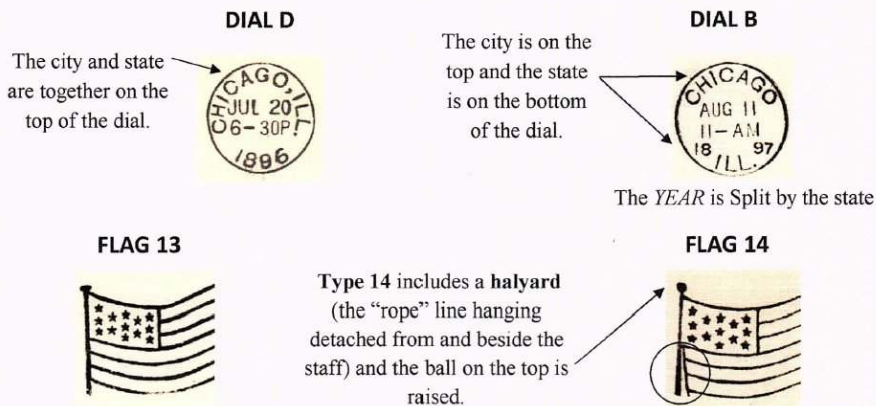 DIAL D
The city and state
are together on the
top of the dial.
CHICAGO, ILL.
JUL 20
6-30P.
1896
DIAL B
The city is on the
top and the state
is on the bottom
of the dial.
CHICAGO
AUG 11
11-AM
18 97
ILL.
The YEAR is Split by the state
FLAG 13
FLAG 14
Type 14 includes a halyard
(the “rope” line hanging
detached from and beside the
staff) and the ball on the top is
raised.